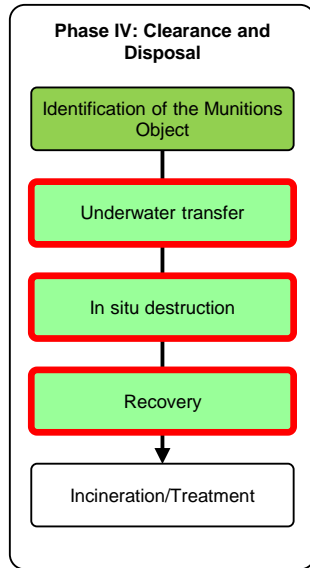 Phase IV: Clearance and
Disposal
Identification of the Munitions
Object
Underwater transfer
In situ destruction
Recovery
Incineration/Treatment